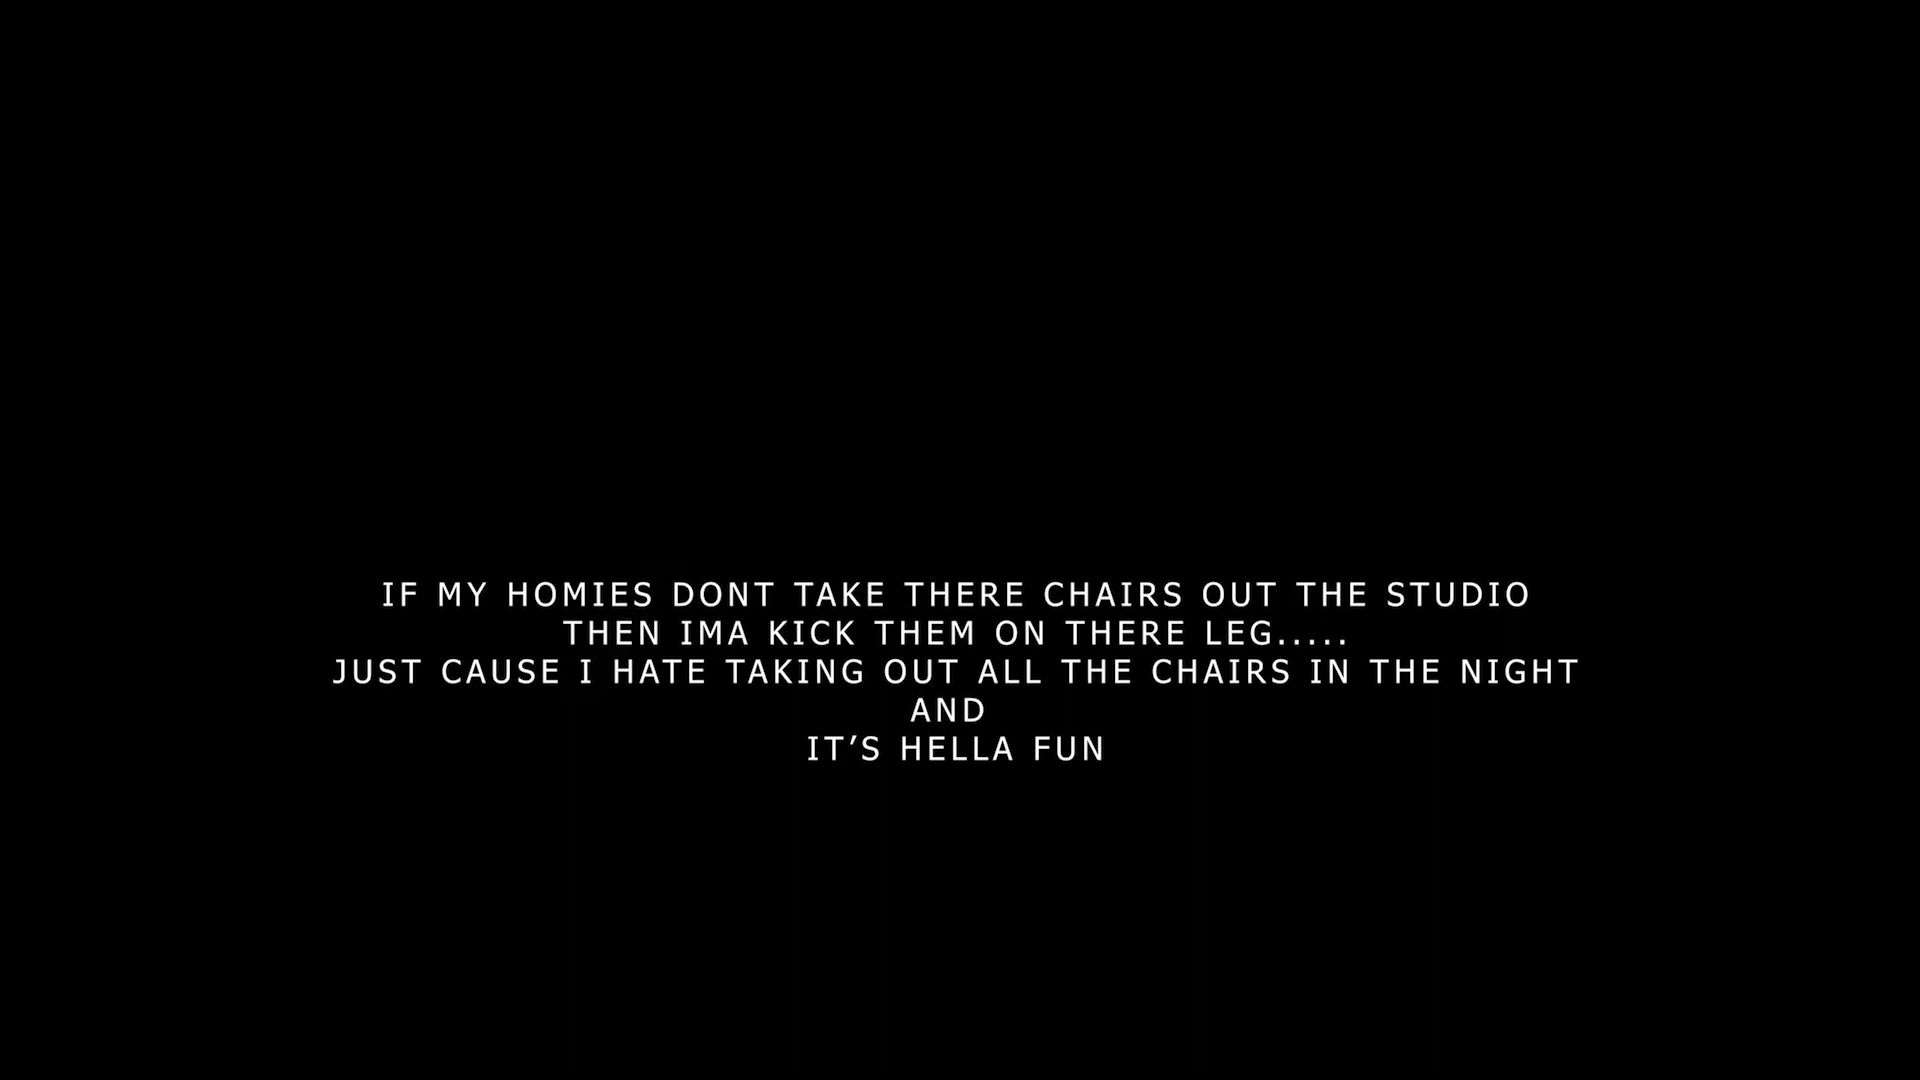 IF MY HOMIES DONT TAKE THERE CHAIRS OUT THE STUDIO
THEN IMA KICK THEM ON THERE LEG.....
JUST CAUSE I HATE TAKING OUT ALL THE CHAIRS IN THE NIGHT
AND
IT’S HELLA FUN